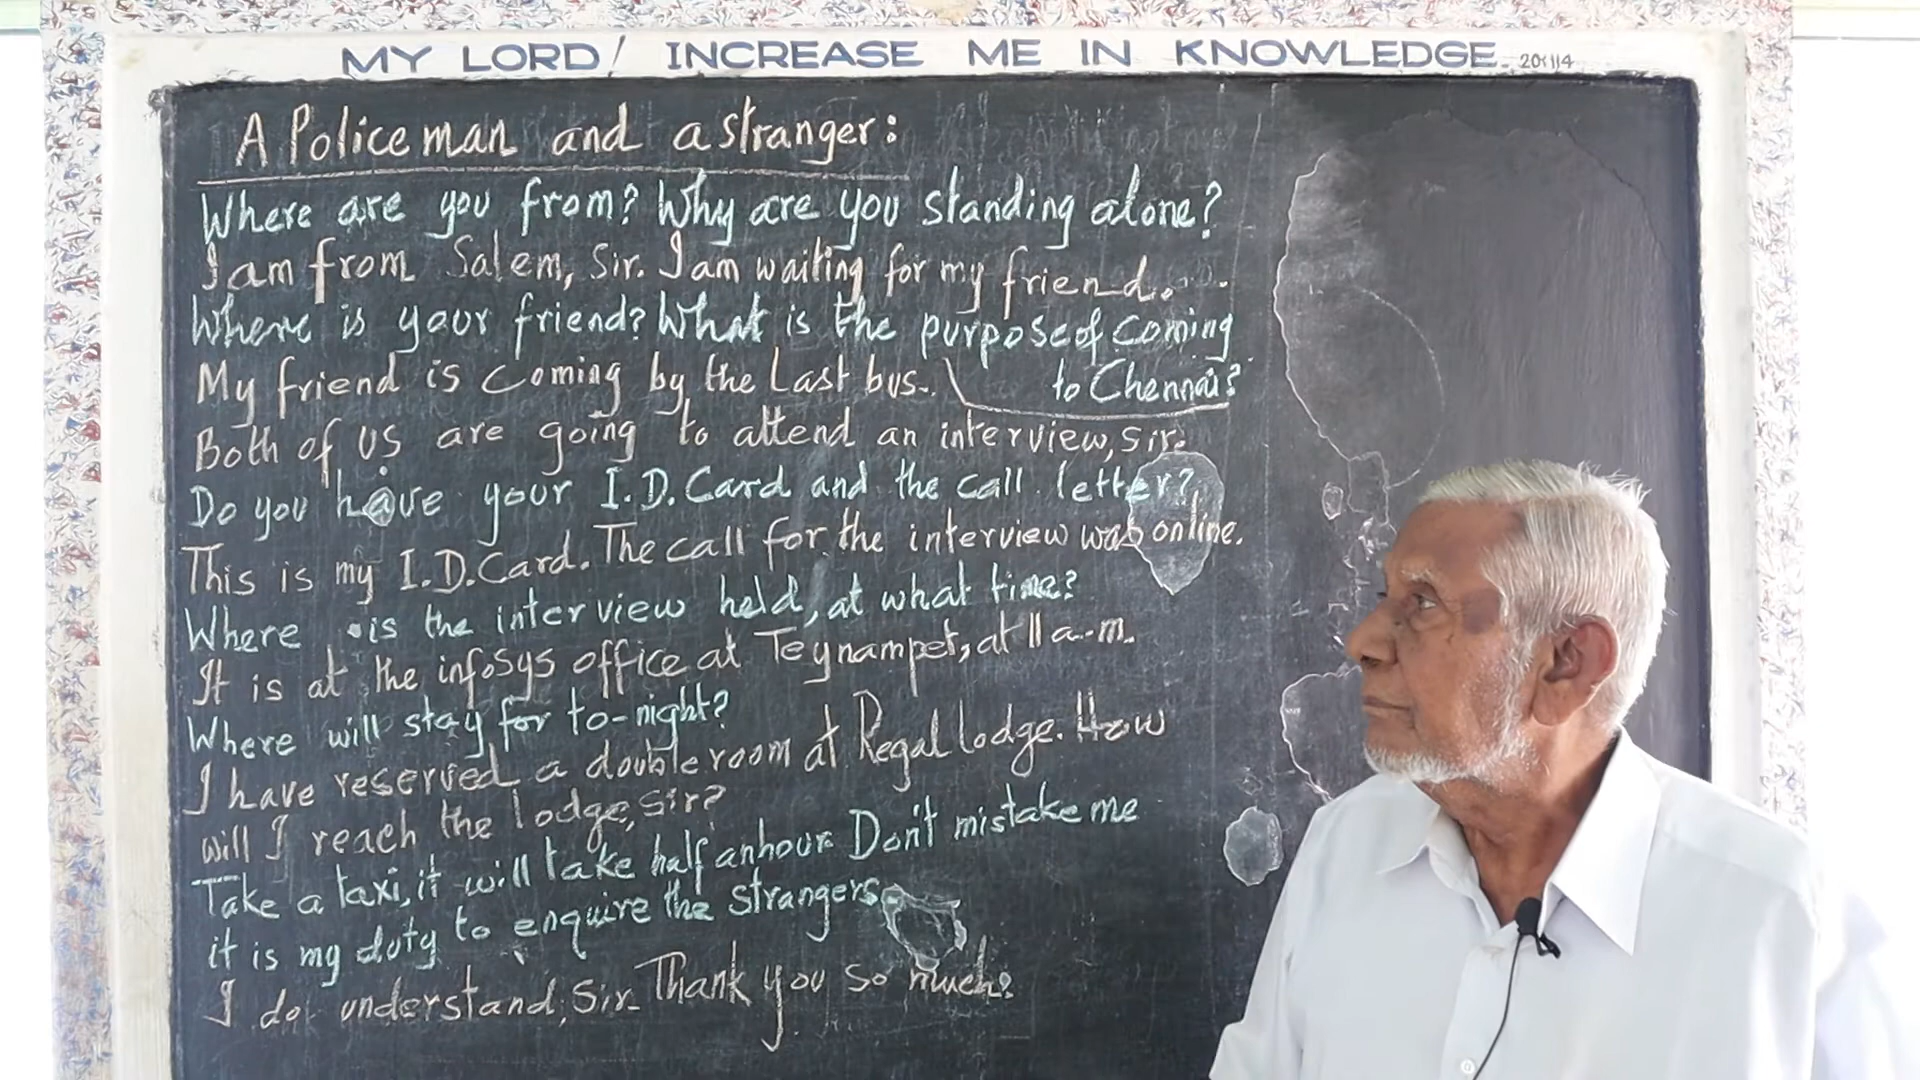 MY LORD! INCREASE ME IN KNOWLEDGE. 20114
A Police man and a stranger:
Where are you from? Why are you standing alone?
I am from Salem, Sir. I am waiting for my friend.
Where is your friend? What is the purpose of coming
to Chennai?
My friend is coming by the Last bus.
Both of us are going to attend an interview, Sir.
Do you have your I.D. Card and the call letter?
This is my I.D. Card. The call for the interview was online.
Where is the interview held, at what time?
It is at the infosys office at Teynampet, at 11 a.m.
Where will stay for to-night?
I have reserved a double room at Regal lodge. How
will I reach the lodge, Sir?
Take a taxi, it will take half an hour. Don't mistake me
it is my duty to enquire the strangers.
I do understand, Sir. Thank you so much.